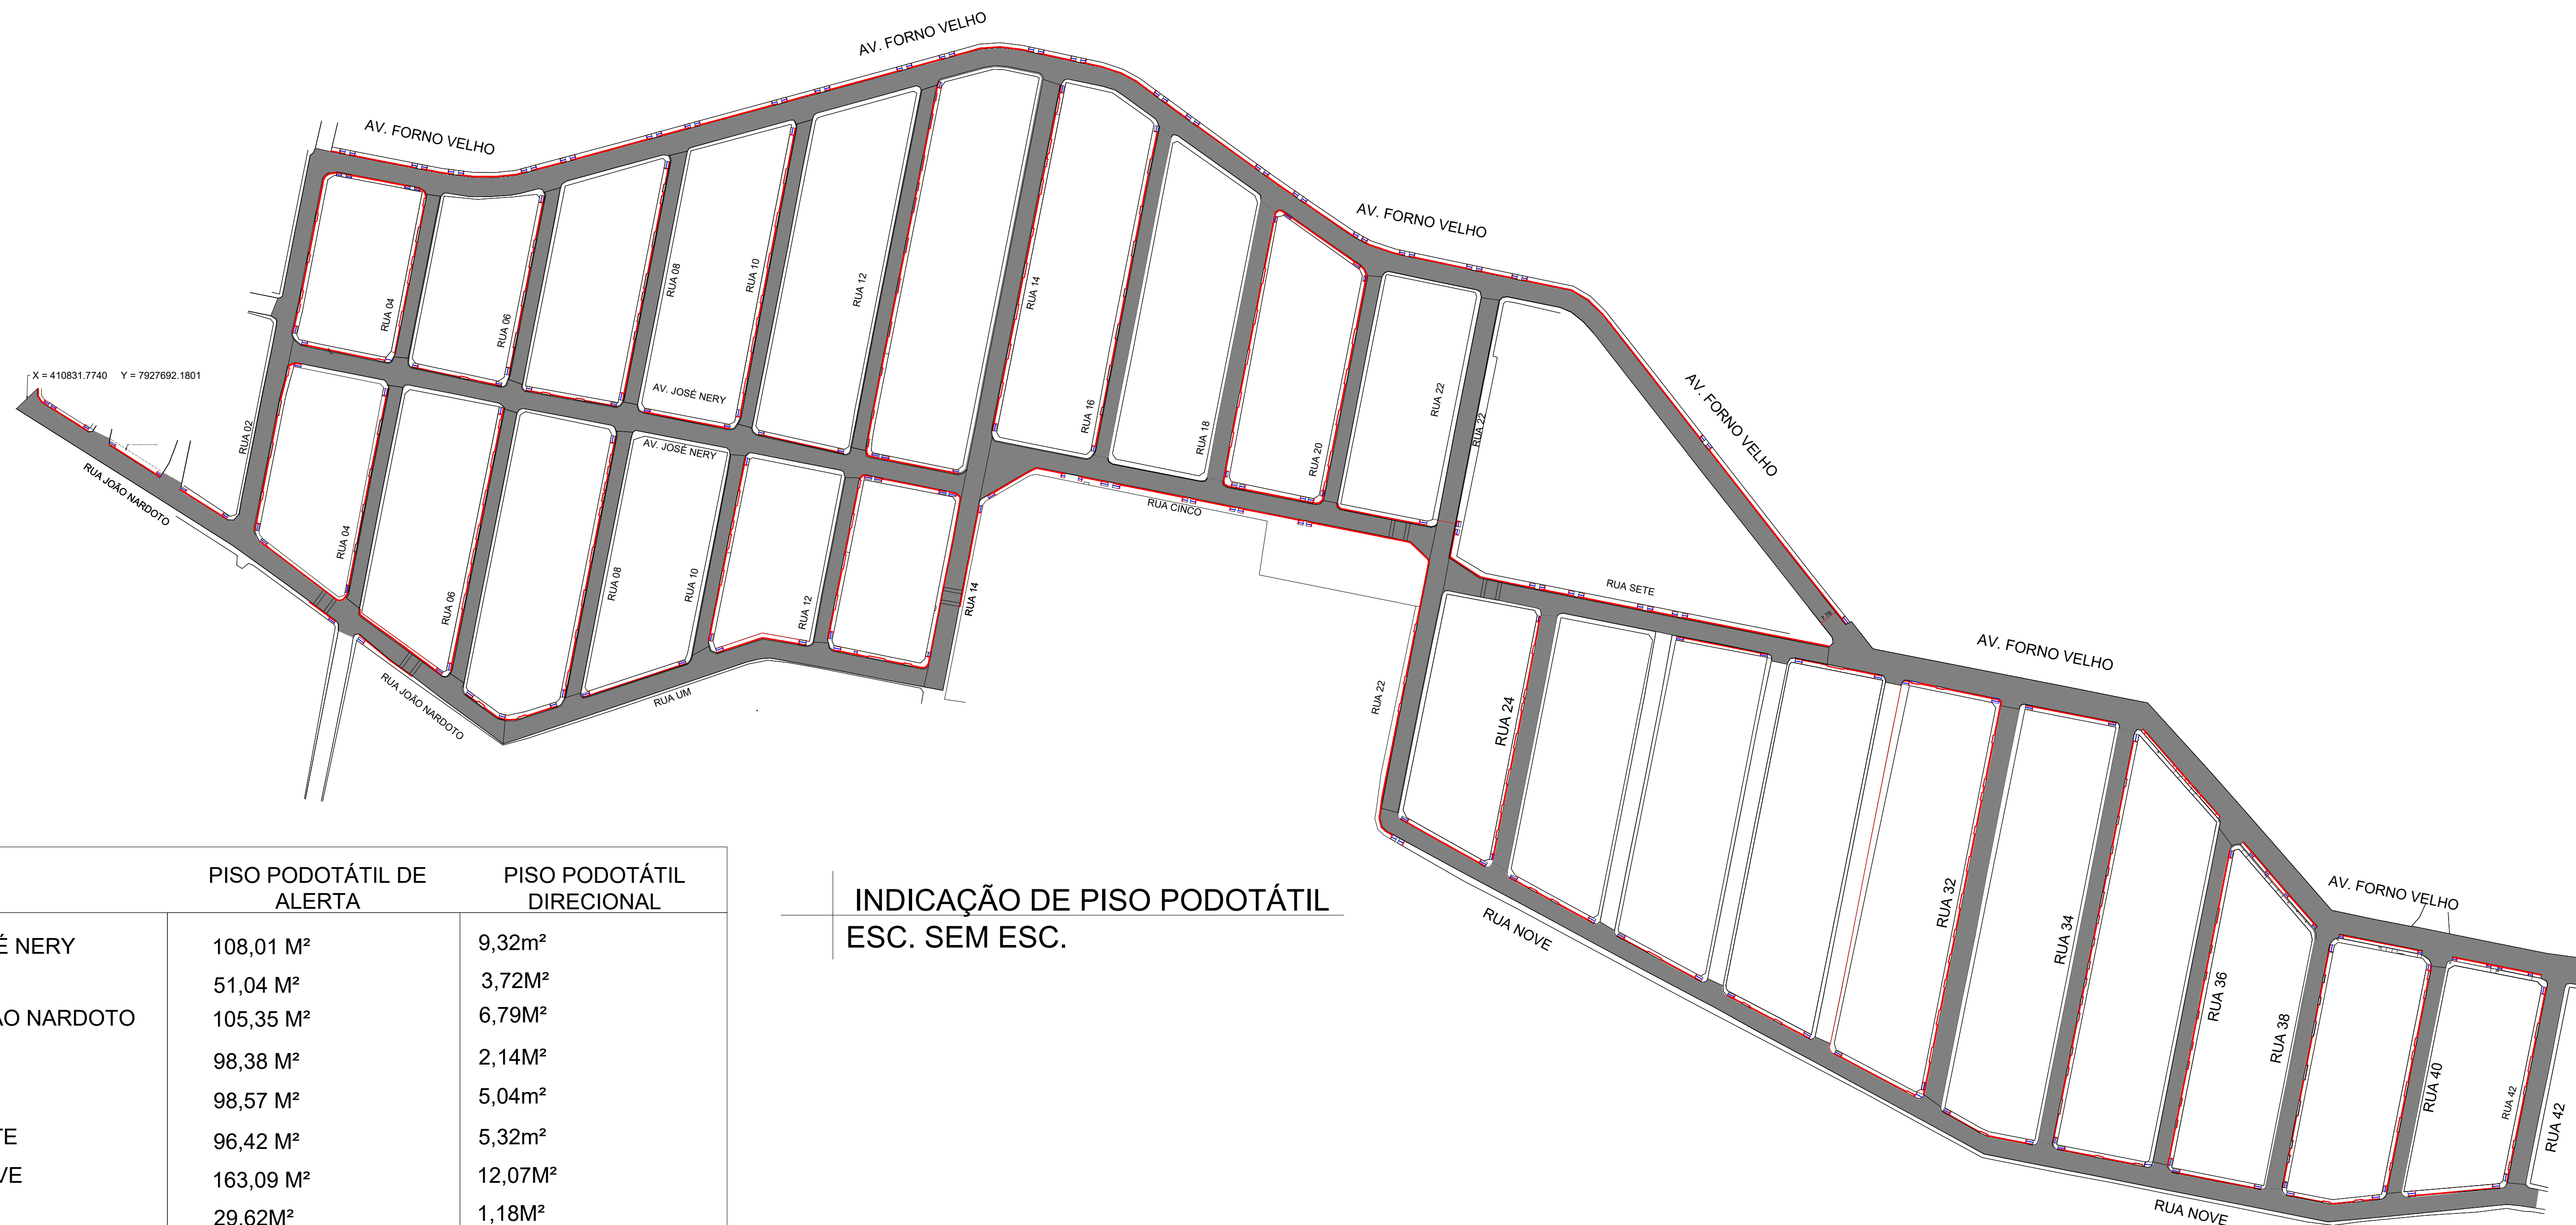 AV. FORNO VELHO
AV. FORNO VELHO
AV. FORNO VELHO
AV. FORNO VELHO
AV. FORNO VELHO
AV. FORNO VELHO
X = 410831.7740 Y = 7927692.1801
RUA 02
RUA 04
RUA 06
RUA 08
RUA 10
RUA 12
RUA 14
RUA 16
RUA 18
RUA 20
RUA 22
RUA 22
AV. JOSÉ NERY
AV. JOSÉ NERY
RUA JOÃO NARDOTO
RUA 04
RUA 06
RUA 08
RUA 10
RUA 12
RUA 14
RUA CINCO
RUA SETE
7,78
RUA JOÃO NARDOTO
RUA UM
RUA 22
RUA 24
RUA 32
RUA 34
RUA 36
RUA 38
RUA 40
RUA 42
RUA 42
RUA NOVE
RUA NOVE
PISO PODOTÁTIL DE
ALERTA
PISO PODOTÁTIL
DIRECIONAL
É NERY 108,01 M² 9,32m²
51,04 M² 3,72M²
ÃO NARDOTO 105,35 M² 6,79M²
98,38 M² 2,14M²
98,57 M² 5,04m²
TE 96,42 M² 5,32m²
VE 163,09 M² 12,07M²
29,62M² 1,18M²
INDICAÇÃO DE PISO PODOTÁTIL
ESC. SEM ESC.